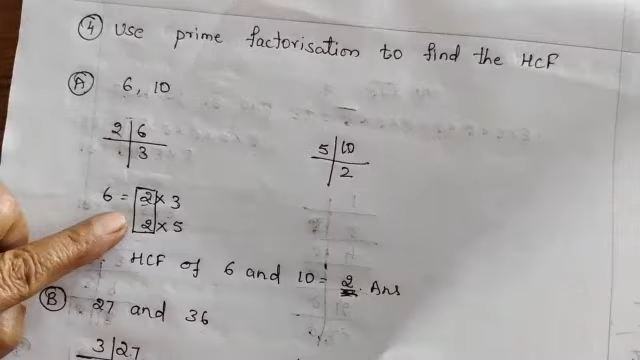 ④ Use prime factorisation to find the HCF
Ⓐ 6, 10
2 | 6
3
5 | 10
2
6 = 2 × 3
2 × 5
HCF of 6 and 10 = 2. Ans
Ⓑ 27 and 36
3 | 27